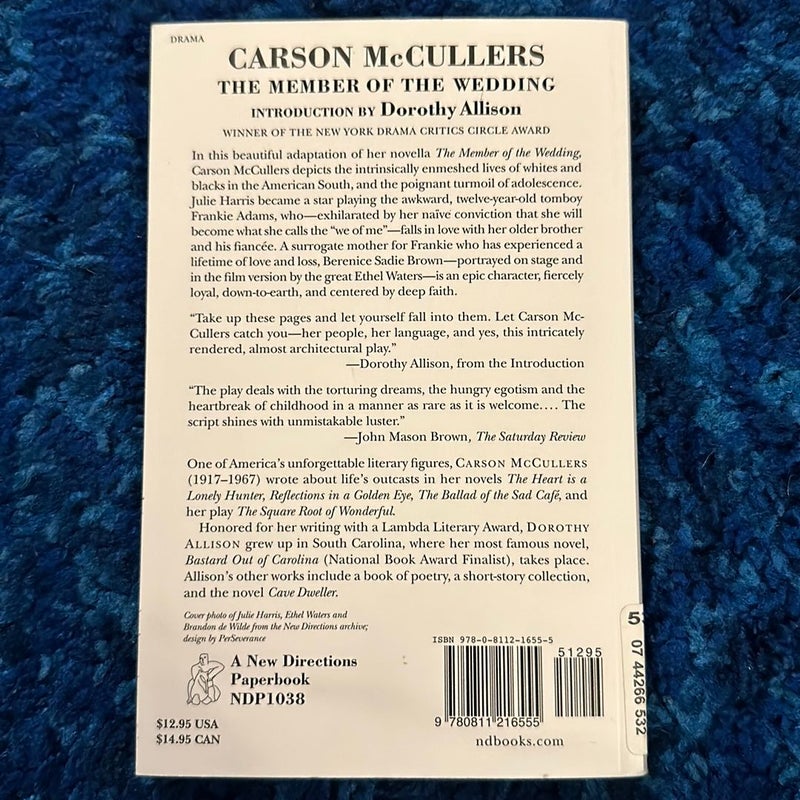 DRAMA
CARSON McCULLERS
THE MEMBER OF THE WEDDING
INTRODUCTION BY Dorothy Allison
WINNER OF THE NEW YORK DRAMA CRITICS CIRCLE AWARD
In this beautiful adaptation of her novella The Member of the Wedding,
Carson McCullers depicts the intrinsically enmeshed lives of whites and
blacks in the American South, and the poignant turmoil of adolescence.
Julie Harris became a star playing the awkward, twelve-year-old tomboy
Frankie Adams, who—exhilarated by her naïve conviction that she will
become what she calls the “we of me”—falls in love with her older brother
and his fiancée. A surrogate mother for Frankie who has experienced a
lifetime of love and loss, Berenice Sadie Brown—portrayed on stage and
in the film version by the great Ethel Waters—is an epic character, fiercely
loyal, down-to-earth, and centered by deep faith.
“Take up these pages and let yourself fall into them. Let Carson Mc-
Cullers catch you—her people, her language, and yes, this intricately
rendered, almost architectural play.”
—Dorothy Allison, from the Introduction
“The play deals with the torturing dreams, the hungry egotism and the
heartbreak of childhood in a manner as rare as it is welcome.... The
script shines with unmistakable luster.”
—John Mason Brown, The Saturday Review
One of America’s unforgettable literary figures, CARSON MCCULLERS
(1917–1967) wrote about life’s outcasts in her novels The Heart is a
Lonely Hunter, Reflections in a Golden Eye, The Ballad of the Sad Café, and
her play The Square Root of Wonderful.
Honored for her writing with a Lambda Literary Award, DOROTHY
ALLISON grew up in South Carolina, where her most famous novel,
Bastard Out of Carolina (National Book Award Finalist), takes place.
Allison’s other works include a book of poetry, a short-story collection,
and the novel Cave Dweller.
Cover photo of Julie Harris, Ethel Waters and
Brandon de Wilde from the New Directions archive;
design by PerSeverance
A New Directions
Paperbook
NDP1038
$12.95 USA
$14.95 CAN
ISBN 978-0-8112-1655-5
51295
9 780811 216555
ndbooks.com
07 44266 532